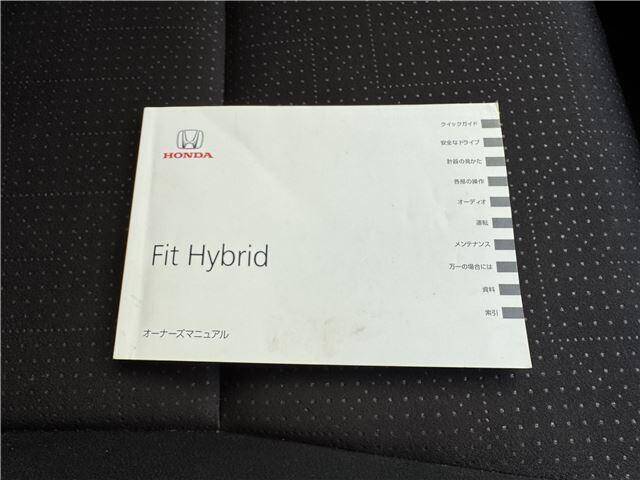 HONDA
Fit Hybrid
オーナーズマニュアル
クイックガイド
安全なドライブ
計器の見かた
各部の操作
オーディオ
運転
メンテナンス
万一の場合には
資料
索引